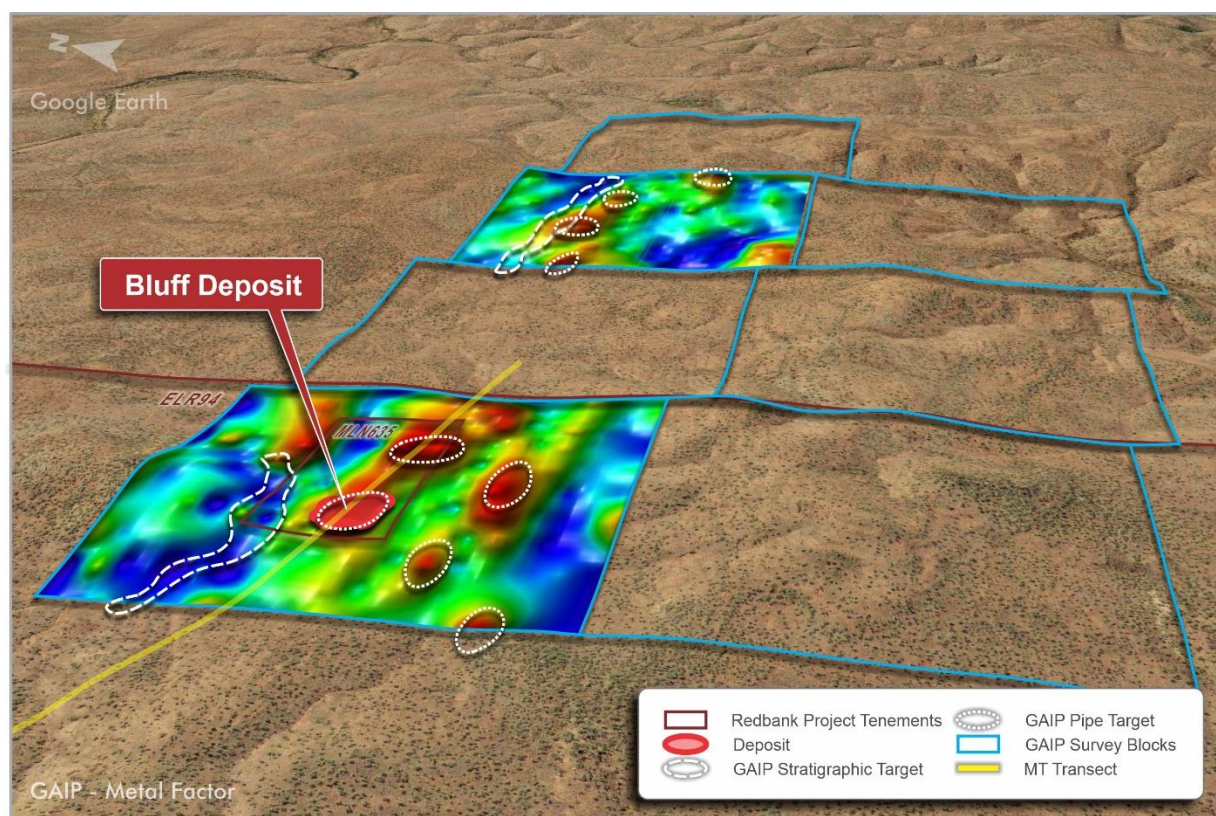 N
Google Earth
Bluff Deposit
ELR94
MLN635
Redbank Project Tenements
Deposit
GAIP Stratigraphic Target
GAIP Pipe Target
GAIP Survey Blocks
MT Transect
GAIP - Metal Factor